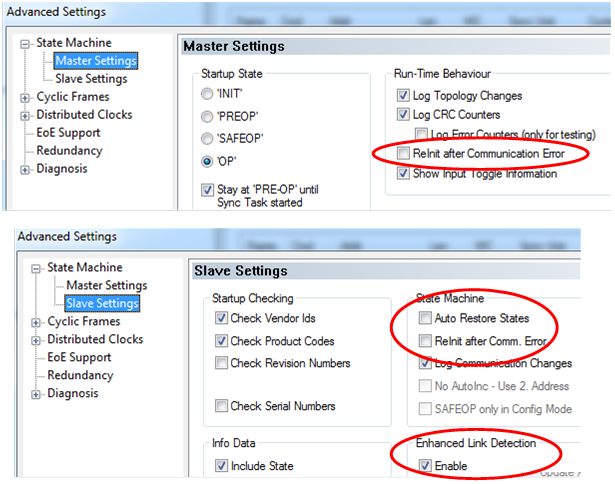 Advanced Settings
State Machine
Master Settings
Slave Settings
Cyclic Frames
Distributed Clocks
EoE Support
Redundancy
Diagnosis
Master Settings
Startup State
'INIT'
'PREOP'
'SAFEOP'
'OP'
Stay at 'PRE-OP' until
Sync Task started
Run-Time Behaviour
Log Topology Changes
Log CRC Counters
Log Error Counters (only for testing)
ReInit after Communication Error
Show Input Toggle Information
Advanced Settings
State Machine
Master Settings
Slave Settings
Cyclic Frames
Distributed Clocks
EoE Support
Redundancy
Diagnosis
Slave Settings
Startup Checking
Check Vendor Ids
Check Product Codes
Check Revision Numbers
Check Serial Numbers
State Machine
Auto Restore States
ReInit after Comm. Error
Log Communication Changes
No AutoInc - Use 2. Address
SAFEOP only in Config Mode
Info Data
Include State
Enhanced Link Detection
Enable